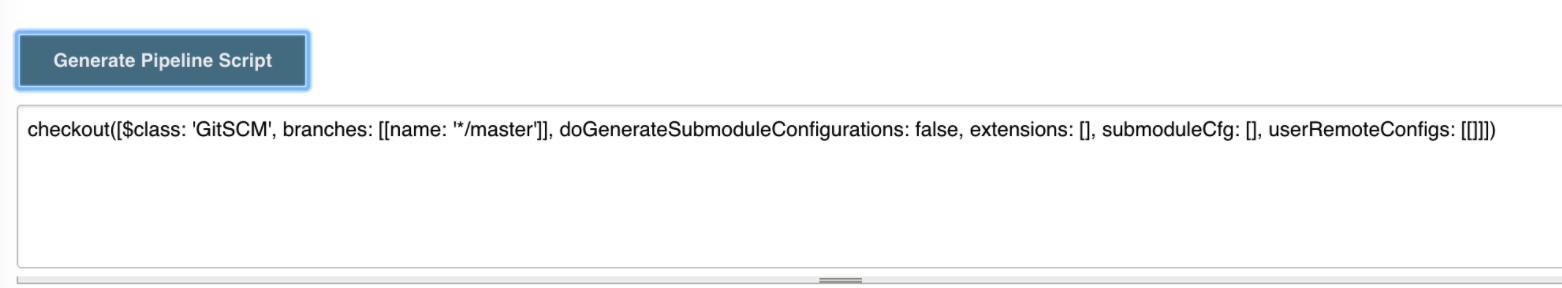 Generate Pipeline Script
checkout([$class: 'GitSCM', branches: [[name: '*/master']], doGenerateSubmoduleConfigurations: false, extensions: [], submoduleCfg: [], userRemoteConfigs: [[]]])